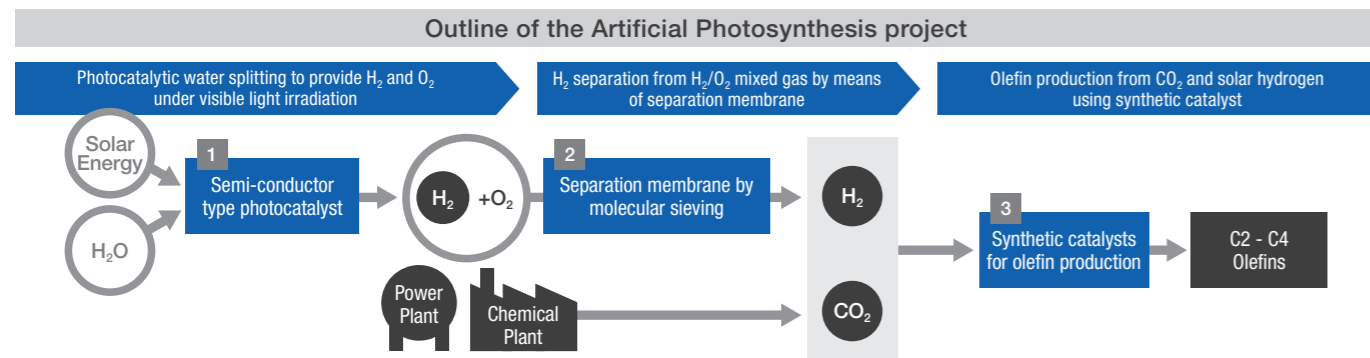 Outline of the Artificial Photosynthesis project
Photocatalytic water splitting to provide H₂ and O₂
under visible light irradiation
H₂ separation from H₂/O₂ mixed gas by means
of separation membrane
Olefin production from CO₂ and solar hydrogen
using synthetic catalyst
Solar
Energy
H₂O
1
Semi-conductor
type photocatalyst
H₂ +O₂
2
Separation membrane by
molecular sieving
H₂
Power
Plant
Chemical
Plant
CO₂
3
Synthetic catalysts
for olefin production
C2 - C4
Olefins